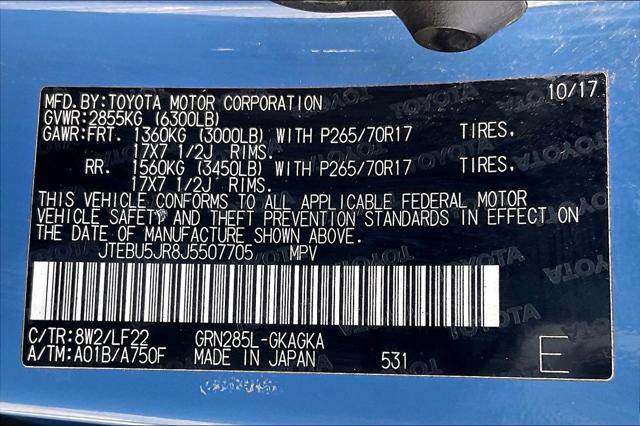 MFD.BY:TOYOTA MOTOR CORPORATION 10/17
GVWR:2855KG (6300LB)
GAWR:FRT. 1360KG (3000LB) WITH P265/70R17 TIRES.
17X7 1/2J RIMS.
RR. 1560KG (3450LB) WITH P265/70R17 TIRES.
17X7 1/2J RIMS.
THIS VEHICLE CONFORMS TO ALL APPLICABLE FEDERAL MOTOR
VEHICLE SAFETY AND THEFT PREVENTION STANDARDS IN EFFECT ON
THE DATE OF MANUFACTURE SHOWN ABOVE.
JTEBU5JR8J5507705 MPV
C/TR:8W2/LF22 GRN285L-GKAGKA
A/TM:A01B/A750F MADE IN JAPAN 531 E